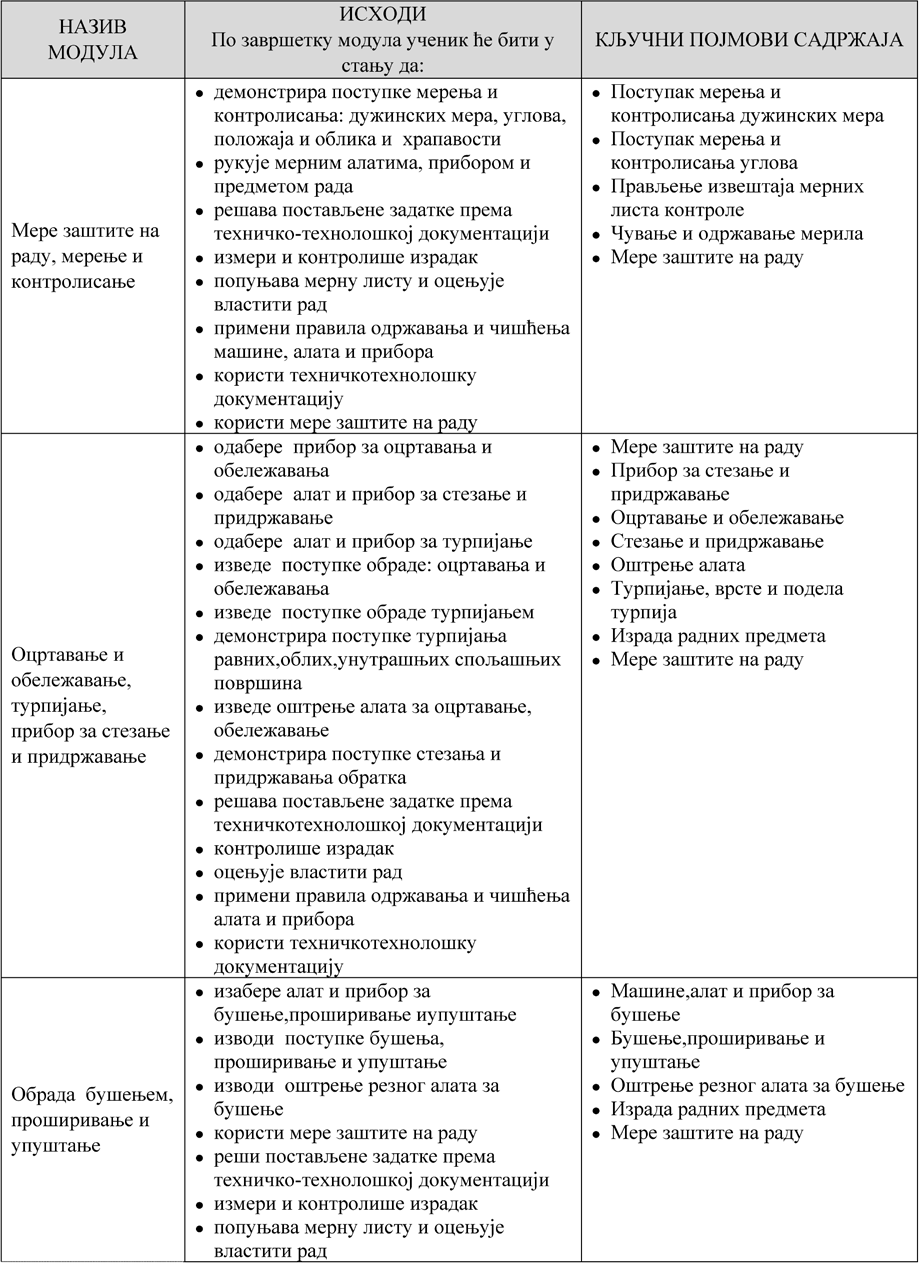 НАЗИВ
МОДУЛА
ИСХОДИ
По завршетку модула ученик ће бити у
стању да:
КЉУЧНИ ПОЈМОВИ САДРЖАЈА
Мере заштите на
раду, мерење и
контролисање
• демонстрира поступке мерења и
контролисања: дужинских мера, углова,
положаја и облика и храпавости
• рукује мерним алатима, прибором и
предметом рада
• решава постављене задатке према
техничко-технолошкој документацији
• измери и контролише израдак
• попуњава мерну листу и оцењује
властити рад
• примени правила одржавања и чишћења
машине, алата и прибора
• користи техничкотехнолошку
документацију
• користи мере заштите на раду
• Поступак мерења и
контролисања дужинских мера
• Поступак мерења и
контролисања углова
• Прављење извештаја мерних
листа контроле
• Чување и одржавање мерила
• Мере заштите на раду
Оцртавање и
обележавање,
турпијање,
прибор за стезање
и придржавање
• одабере прибор за оцртавања и
обележавања
• одабере алат и прибор за стезање и
придржавање
• одабере алат и прибор за турпијање
• изведе поступке обраде: оцртавања и
обележавања
• изведе поступке обраде турпијањем
• демонстрира поступке турпијања
равних,облих,унутрашњих спољашњих
површина
• изведе оштрење алата за оцртавање,
обележавање
• демонстрира поступке стезања и
придржавања обратка
• решава постављене задатке према
техничкотехнолошкој документацији
• контролише израдак
• оцењује властити рад
• примени правила одржавања и чишћења
алата и прибора
• користи техничкотехнолошку
документацију
• Мере заштите на раду
• Прибор за стезање и
придржавање
• Оцртавање и обележавање
• Стезање и придржавање
• Оштрење алата
• Турпијање, врсте и подела
турпија
• Израда радних предмета
• Мере заштите на раду
Обрада бушењем,
проширивање и
упуштање
• изабере алат и прибор за
бушење,проширивање иупуштање
• изводи поступке бушења,
проширивање и упуштање
• изводи оштрење резног алата за
бушење
• користи мере заштите на раду
• реши постављене задатке према
техничко-технолошкој документацији
• измери и контролише израдак
• попуњава мерну листу и оцењује
властити рад
• Машине,алат и прибор за
бушење
• Бушење,проширивање и
упуштање
• Оштрење резног алата за бушење
• Израда радних предмета
• Мере заштите на раду